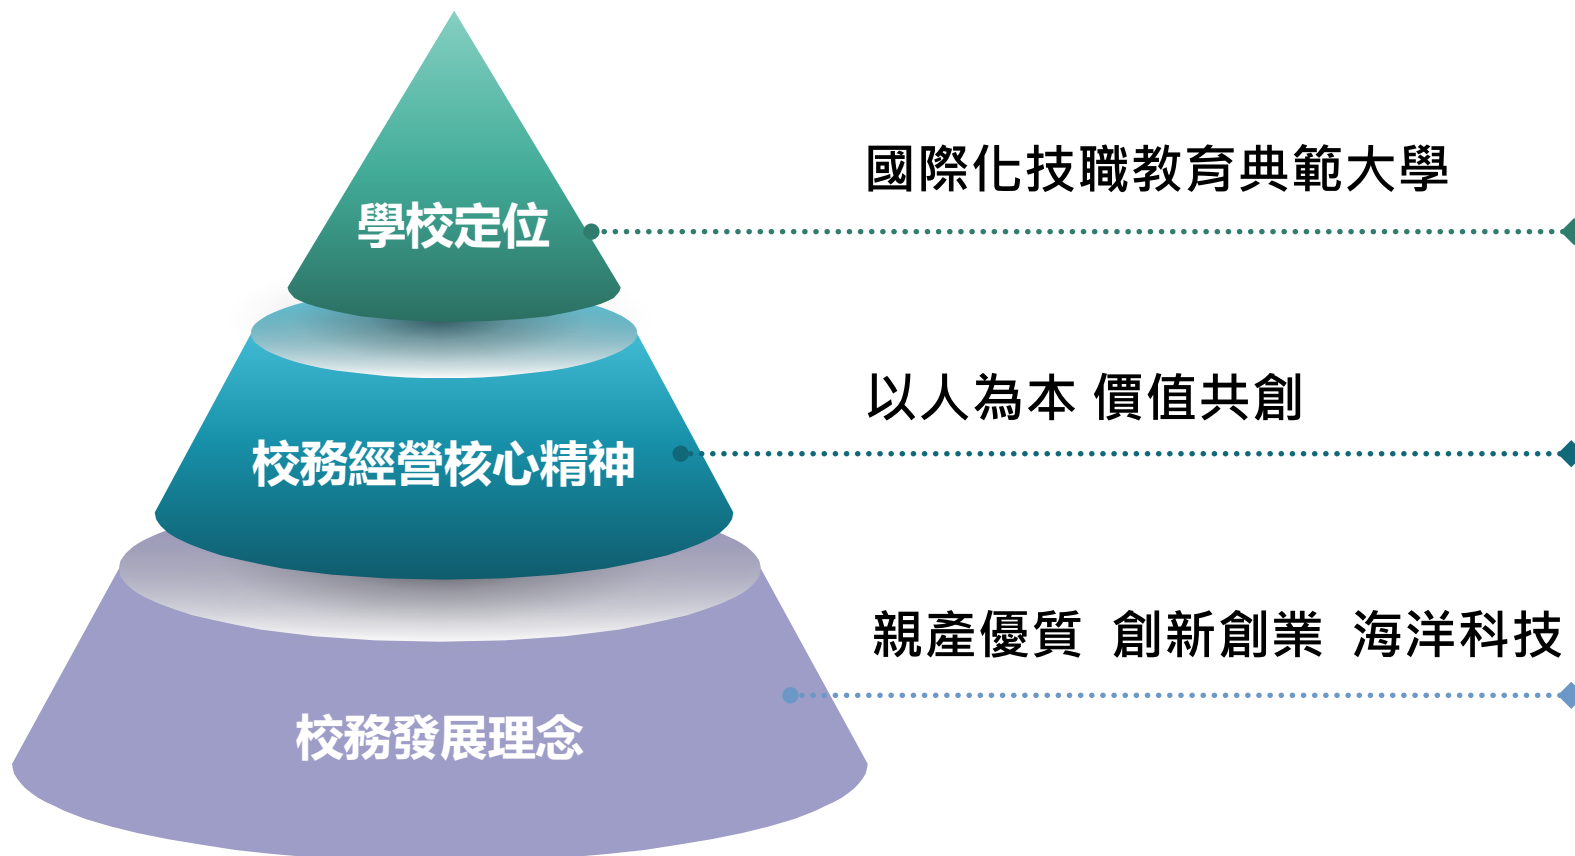 國際化技職教育典範大學
學校定位
以人為本 價值共創
校務經營核心精神
親產優質 創新創業 海洋科技
校務發展理念